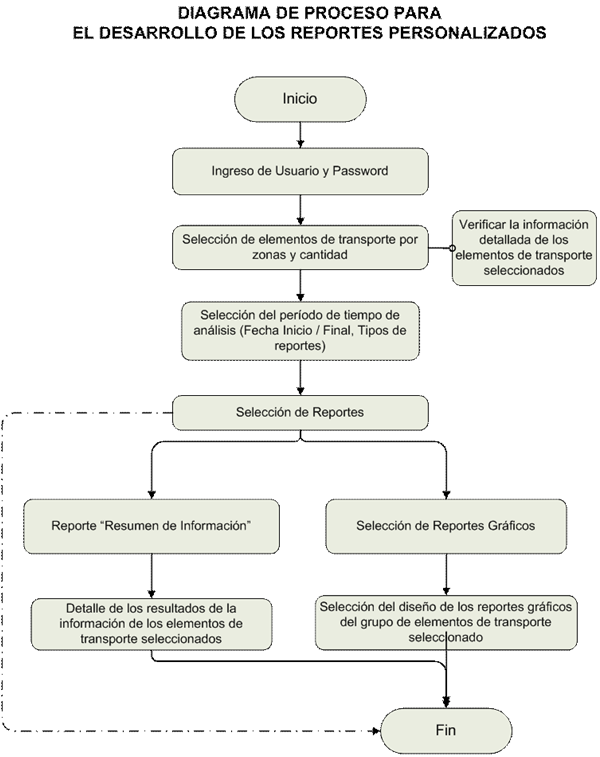 DIAGRAMA DE PROCESO PARA
EL DESARROLLO DE LOS REPORTES PERSONALIZADOS
Inicio
Ingreso de Usuario y Password
Selección de elementos de transporte por
zonas y cantidad
Verificar la información
detallada de los
elementos de transporte
seleccionados
Selección del período de tiempo de
análisis (Fecha Inicio / Final, Tipos de
reportes)
Selección de Reportes
Reporte “Resumen de Información”
Selección de Reportes Gráficos
Detalle de los resultados de la
información de los elementos de
transporte seleccionados
Selección del diseño de los reportes gráficos
del grupo de elementos de transporte
seleccionado
Fin